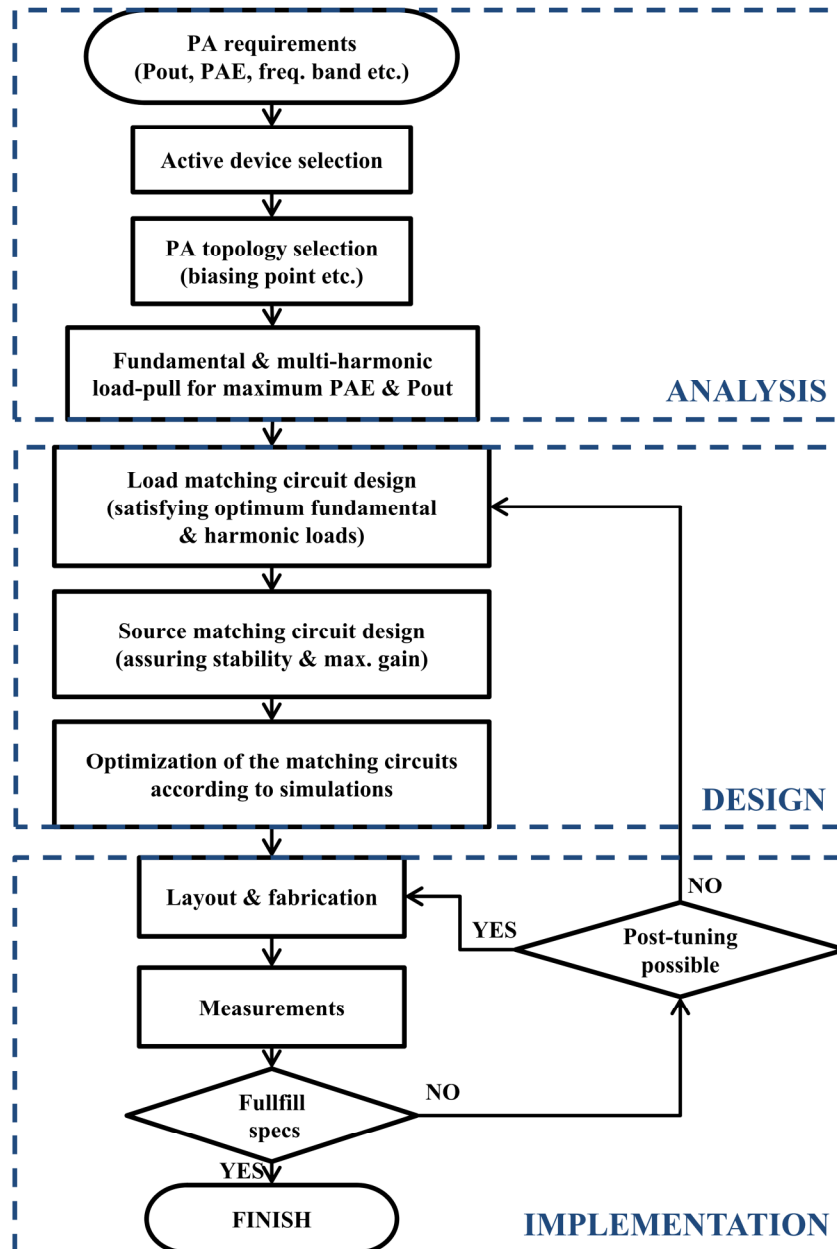 PA requirements
(Pout, PAE, freq. band etc.)
Active device selection
PA topology selection
(biasing point etc.)
Fundamental & multi-harmonic
load-pull for maximum PAE & Pout
ANALYSIS
Load matching circuit design
(satisfying optimum fundamental
& harmonic loads)
Source matching circuit design
(assuring stability & max. gain)
Optimization of the matching circuits
according to simulations
DESIGN
Layout & fabrication
NO
YES
Post-tuning
possible
Measurements
Fullfill
specs
NO
YES
FINISH
IMPLEMENTATION